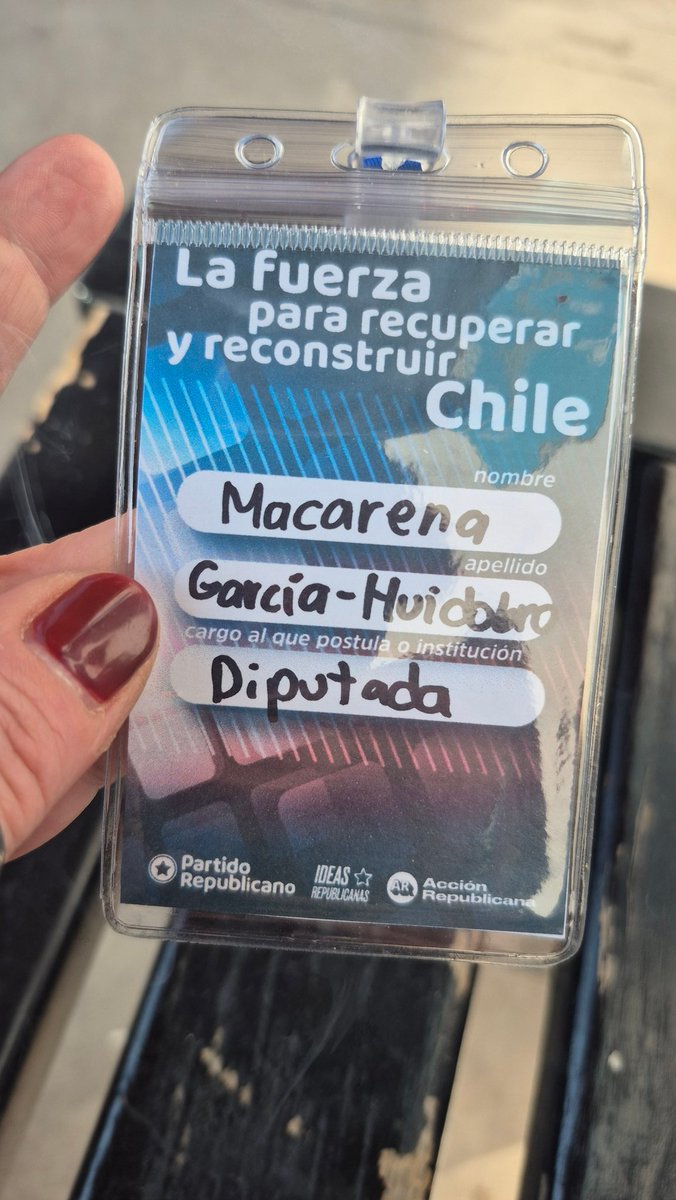 La fuerza
para recuperar
y reconstruir
Chile
nombre
Macarena
apellido
García-Huidobro
cargo al que postula o institución
Diputada
Partido
Republicano
IDEAS
REPUBLICANAS
AR
Acción
Republicana